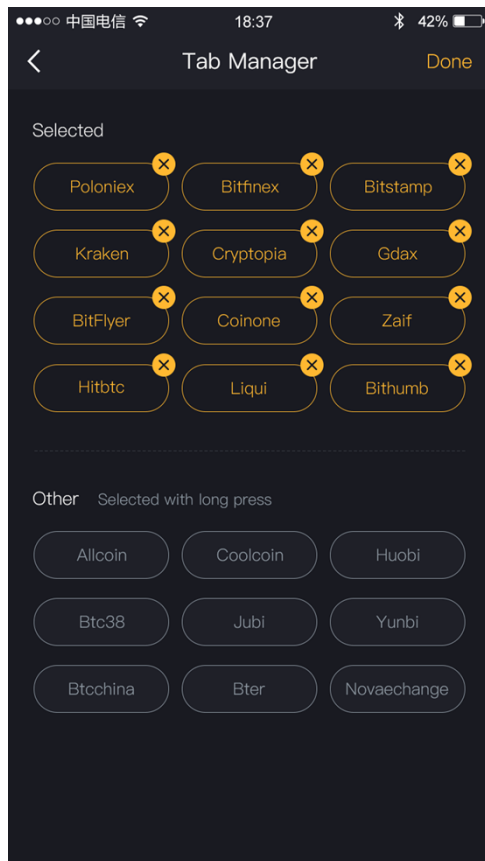 中国电信 18:37 42%
Tab Manager Done
Selected
Poloniex Bitfinex Bitstamp
Kraken Cryptopia Gdax
BitFlyer Coinone Zaif
Hitbtc Liqui Bithumb
Other Selected with long press
Allcoin Coolcoin Huobi
Btc38 Jubi Yunbi
Btcchina Bter Novaechange